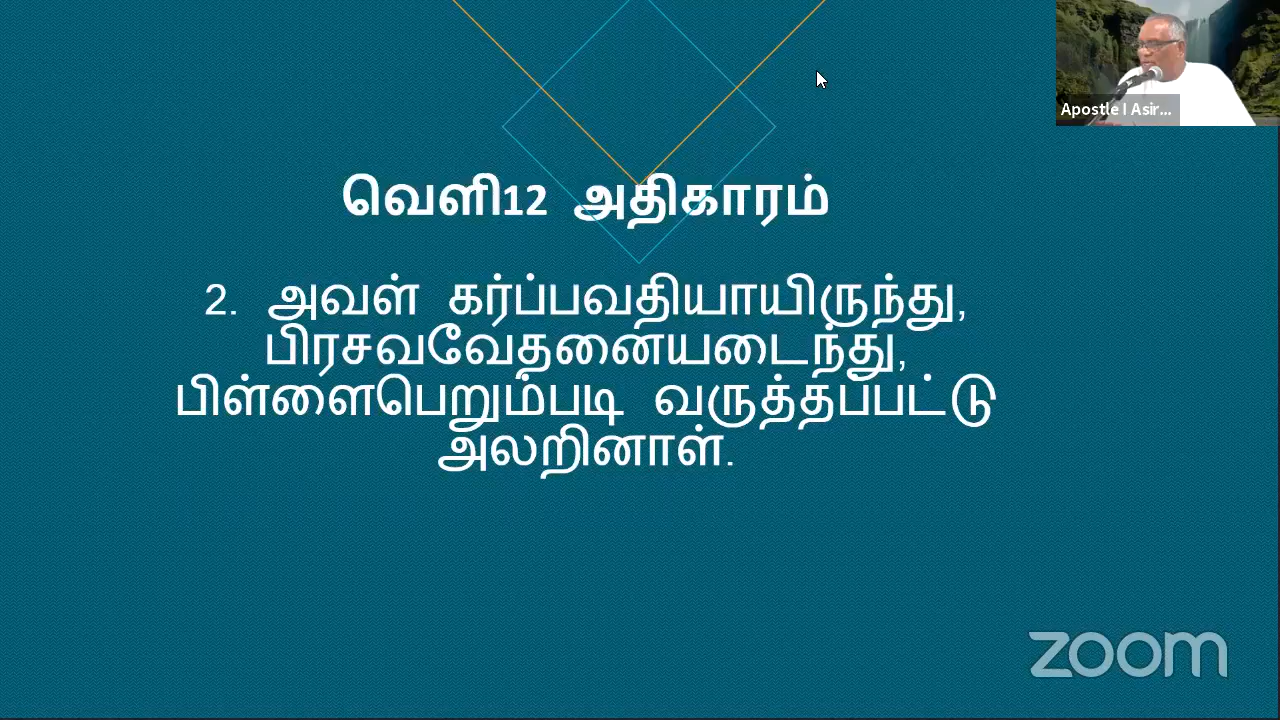 Apostle I Asir...
வெளி12 அதிகாரம்
2. அவள் கர்ப்பவதியாயிருந்து,
பிரசவவேதனையடைந்து,
பிள்ளைபெறும்படி வருத்தப்பட்டு
அலறினாள்.
zoom